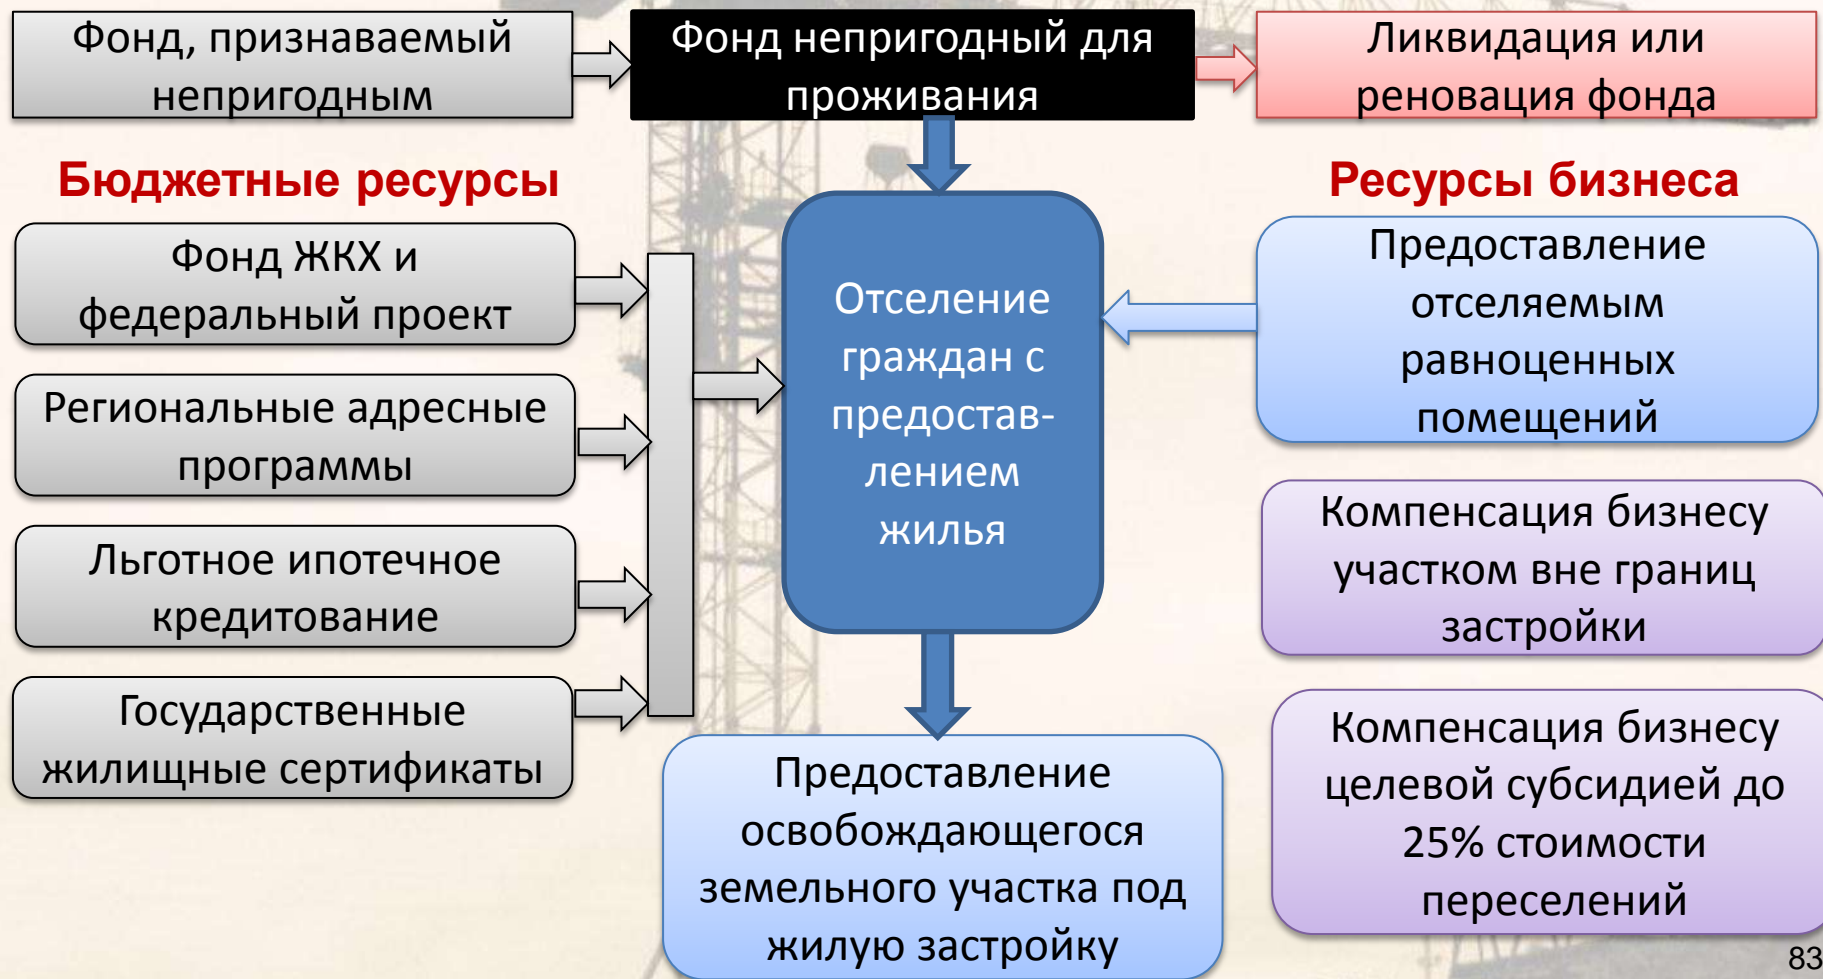 Фонд, признаваемый
непригодным
Фонд непригодный для
проживания
Ликвидация или
реновация фонда
Бюджетные ресурсы
Фонд ЖКХ и
федеральный проект
Региональные адресные
программы
Льготное ипотечное
кредитование
Государственные
жилищные сертификаты
Отселение
граждан с
предостав-
лением
жилья
Предоставление
освобождающегося
земельного участка под
жилую застройку
Ресурсы бизнеса
Предоставление
отселяемым
равноценных
помещений
Компенсация бизнесу
участком вне границ
застройки
Компенсация бизнесу
целевой субсидией до
25% стоимости
переселений
83